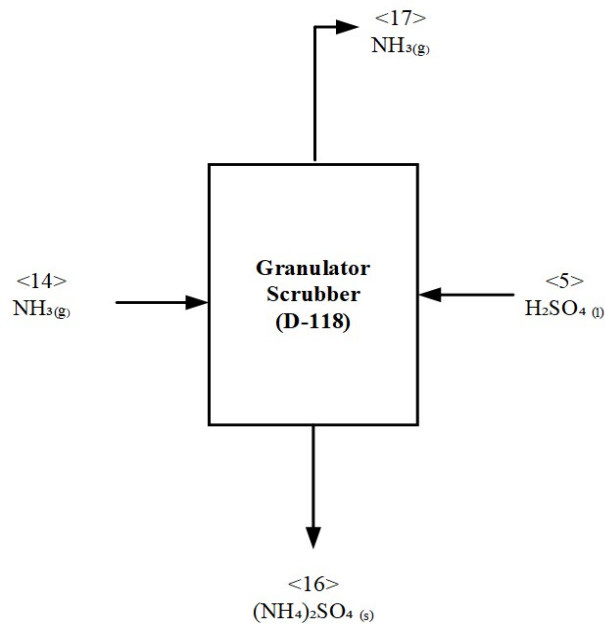 <17>
NH₃(g)
<14>
NH₃(g)
Granulator
Scrubber
(D-118)
<5>
H₂SO₄ (l)
<16>
(NH₄)₂SO₄ (s)